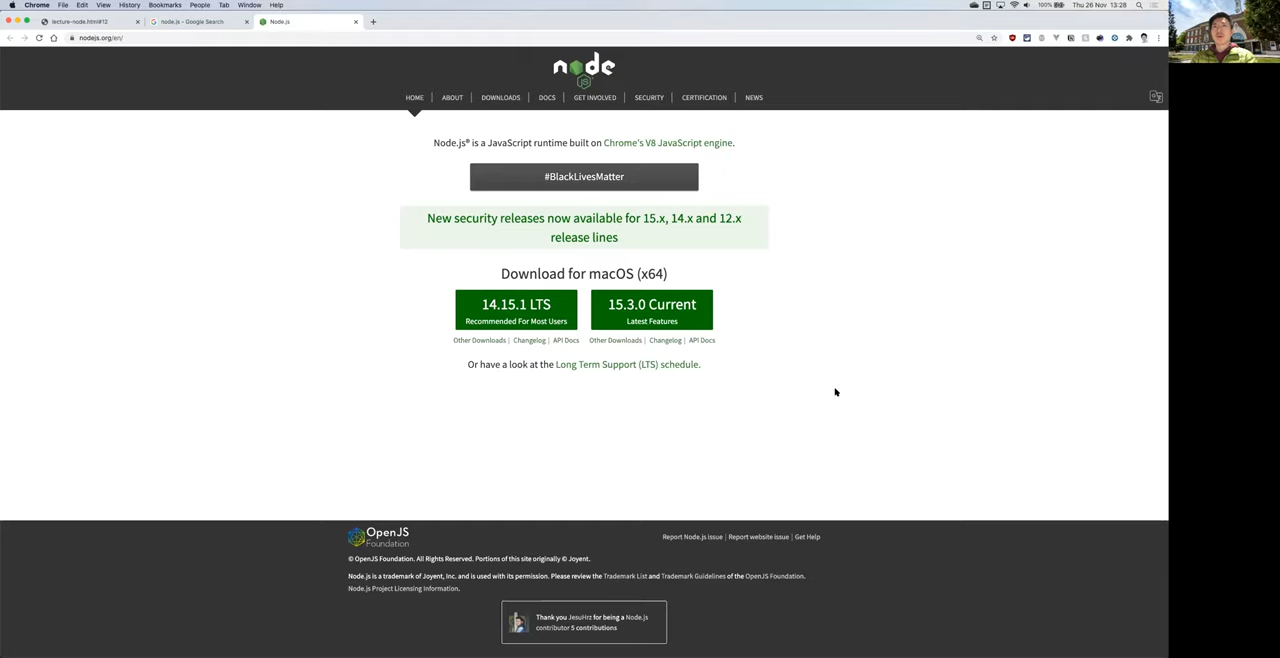 Chrome File Edit View History Bookmarks People Tab Window Help 100% Thu 26 Nov 13:28
lecture-node.html#12 node.js - Google Search Node.js
nodejs.org/en/
node
JS
HOME | ABOUT | DOWNLOADS | DOCS | GET INVOLVED | SECURITY | CERTIFICATION | NEWS
Node.js® is a JavaScript runtime built on Chrome's V8 JavaScript engine.
#BlackLivesMatter
New security releases now available for 15.x, 14.x and 12.x
release lines
Download for macOS (x64)
14.15.1 LTS
Recommended For Most Users
15.3.0 Current
Latest Features
Other Downloads | Changelog | API Docs
Other Downloads | Changelog | API Docs
Or have a look at the Long Term Support (LTS) schedule.
OpenJS
Foundation
Report Node.js issue | Report website issue | Get Help
© OpenJS Foundation. All Rights Reserved. Portions of this site originally © Joyent.
Node.js is a trademark of Joyent, Inc. and is used with its permission. Please review the Trademark List and Trademark Guidelines of the OpenJS Foundation.
Node.js Project Licensing Information.
Thank you JesuHrz for being a Node.js
contributor 5 contributions